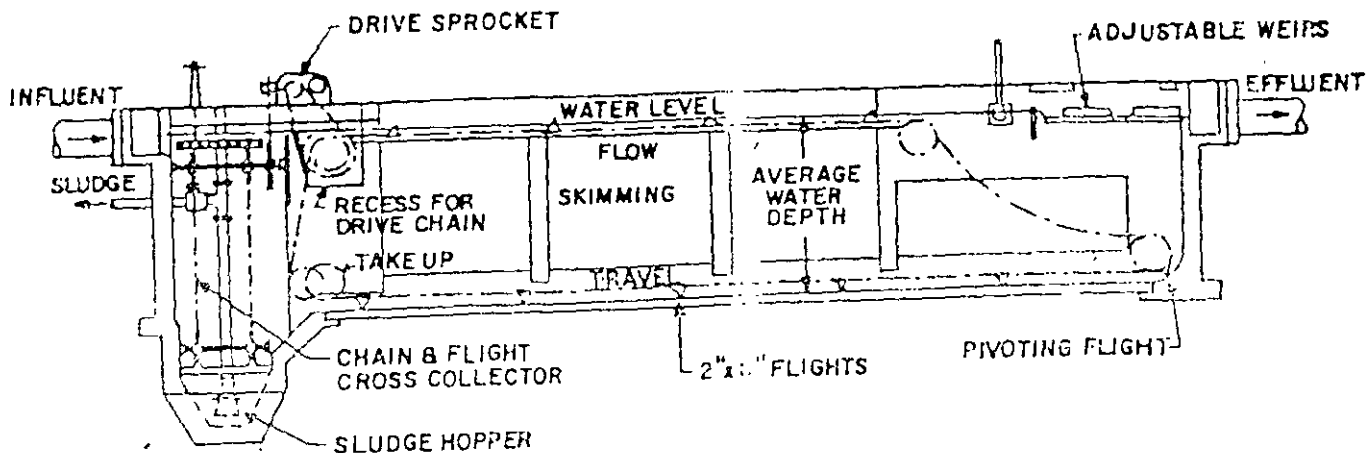 DRIVE SPROCKET
ADJUSTABLE WEIRS
INFLUENT
EFFLUENT
WATER LEVEL
FLOW
SLUDGE
SKIMMING
AVERAGE
WATER
DEPTH
RECESS FOR
DRIVE CHAIN
TAKE UP
TRAVEL
CHAIN & FLIGHT
CROSS COLLECTOR
FLIGHTS
PIVOTING FLIGHT
SLUDGE HOPPER